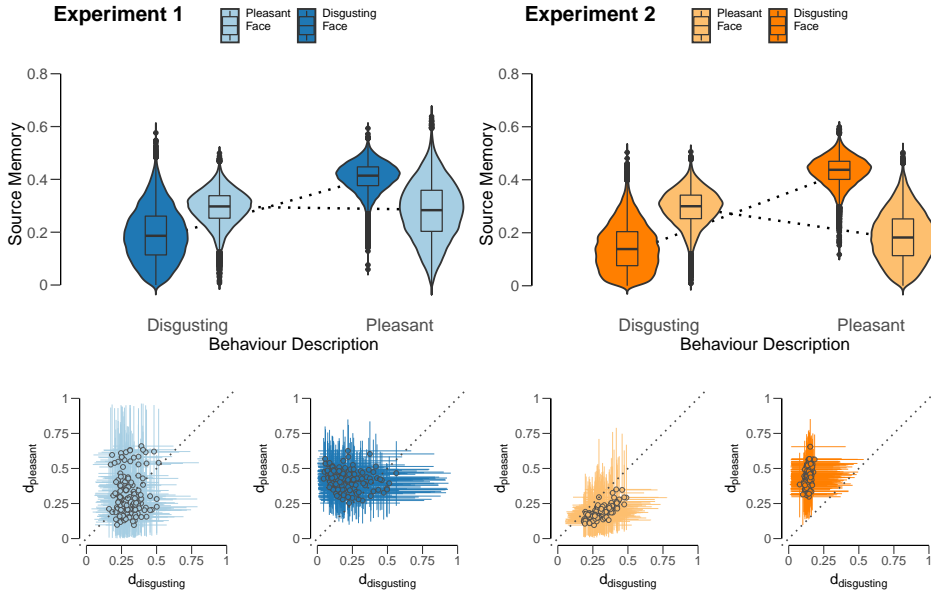 Experiment 1
Pleasant Face
Disgusting Face
Experiment 2
Pleasant Face
Disgusting Face
Source Memory
0.8
0.6
0.4
0.2
0
Disgusting
Pleasant
Behaviour Description
Source Memory
0.8
0.6
0.4
0.2
0
Disgusting
Pleasant
Behaviour Description
dpleasant
1
0.75
0.5
0.25
0
0 0.25 0.5 0.75 1
ddisgusting
dpleasant
1
0.75
0.5
0.25
0
0 0.25 0.5 0.75 1
ddisgusting
dpleasant
1
0.75
0.5
0.25
0
0 0.25 0.5 0.75 1
ddisgusting
dpleasant
1
0.75
0.5
0.25
0
0 0.25 0.5 0.75 1
ddisgusting